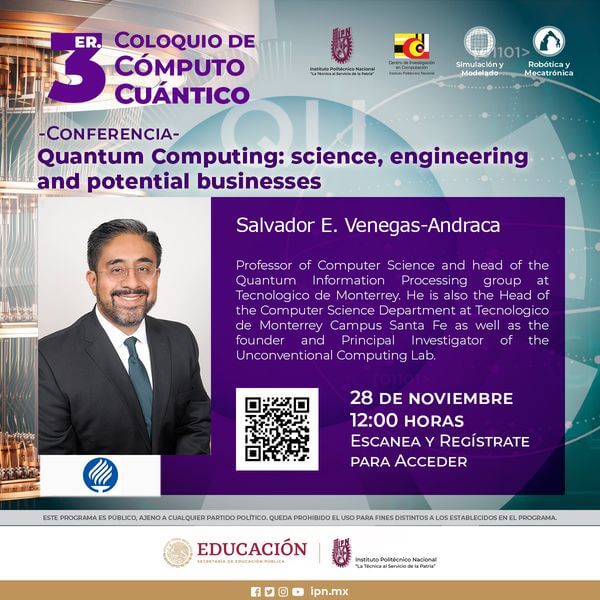 3ER. COLOQUIO DE
CÓMPUTO
CUÁNTICO
Instituto Politécnico Nacional
"La Técnica al Servicio de la Patria"
Centro de Investigación
en Computación
Instituto Politécnico Nacional
Simulación y
Modelado
Robótica y
Mecatrónica
1101>
QU
-CONFERENCIA-
Quantum Computing: science, engineering
and potential businesses
Salvador E. Venegas-Andraca
Professor of Computer Science and head of the
Quantum Information Processing group at
Tecnologico de Monterrey. He is also the Head of
the Computer Science Department at Tecnologico
de Monterrey Campus Santa Fe as well as the
founder and Principal Investigator of the
Unconventional Computing Lab.
28 DE NOVIEMBRE
12:00 HORAS
ESCANEA Y REGÍSTRATE
PARA ACCEDER
ESTE PROGRAMA ES PÚBLICO, AJENO A CUALQUIER PARTIDO POLÍTICO. QUEDA PROHIBIDO EL USO PARA FINES DISTINTOS A LOS ESTABLECIDOS EN EL PROGRAMA.
EDUCACIÓN
SECRETARÍA DE EDUCACIÓN PÚBLICA
Instituto Politécnico Nacional
"La Técnica al Servicio de la Patria"
ipn.mx